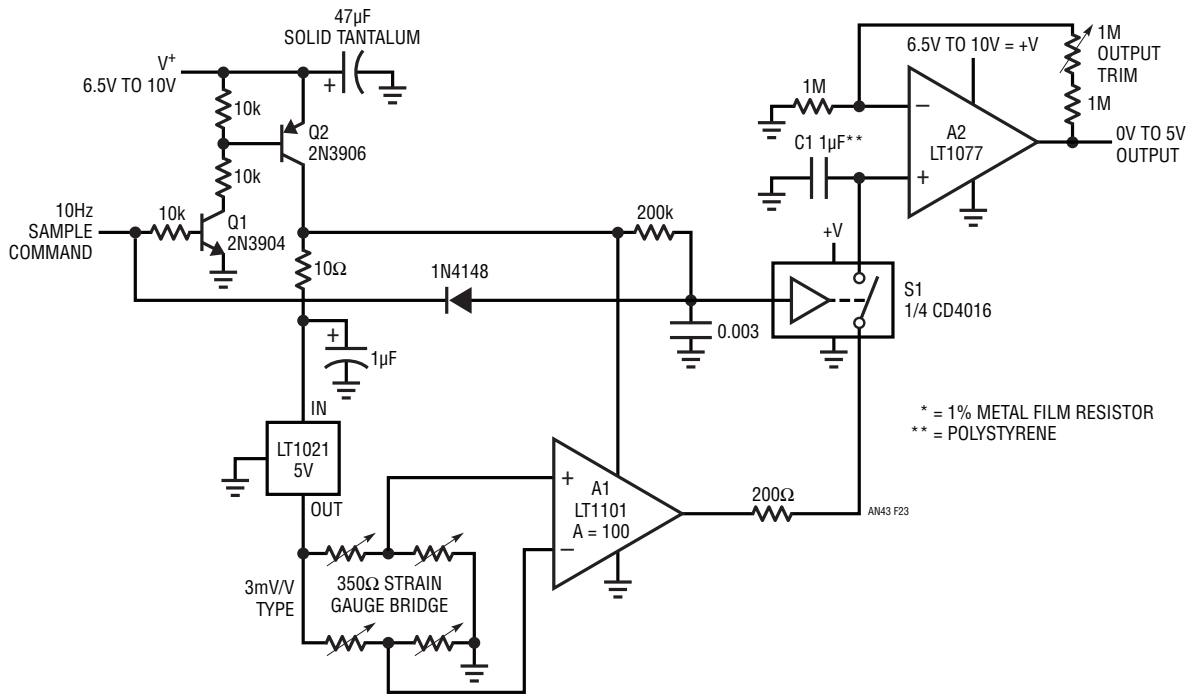 47µF
SOLID TANTALUM
V+
6.5V TO 10V
+
10k
Q2
2N3906
10k
10Hz
SAMPLE
COMMAND
10k
Q1
2N3904
10Ω
1N4148
200k
0.003
+
1µF
IN
LT1021
5V
OUT
3mV/V
TYPE
350Ω STRAIN
GAUGE BRIDGE
+
A1
LT1101
A = 100
−
200Ω
AN43 F23
6.5V TO 10V = +V
1M
OUTPUT
TRIM
1M
1M
−
A2
LT1077
+
0V TO 5V
OUTPUT
C1 1µF**
+V
S1
1/4 CD4016
* = 1% METAL FILM RESISTOR
** = POLYSTYRENE